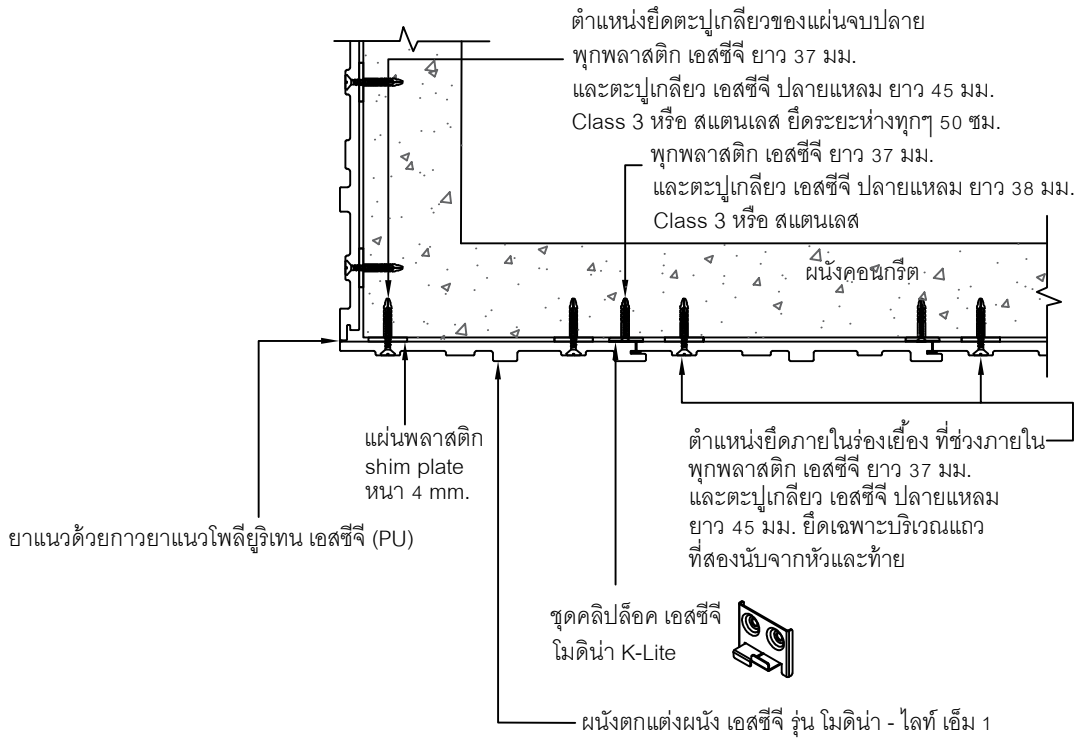 ตำแหน่งยึดตะปูเกลียวของแผ่นจบปลาย
พุกพลาสติก เอสซีจี ยาว 37 มม.
และตะปูเกลียว เอสซีจี ปลายแหลม ยาว 45 มม.
Class 3 หรือ สแตนเลส ยึดระยะห่างทุกๆ 50 ซม.
พุกพลาสติก เอสซีจี ยาว 37 มม.
และตะปูเกลียว เอสซีจี ปลายแหลม ยาว 38 มม.
Class 3 หรือ สแตนเลส
ผนังคอนกรีต
แผ่นพลาสติก
shim plate
หนา 4 mm.
ตำแหน่งยึดภายในร่องเยื้อง ที่ช่วงภายใน
พุกพลาสติก เอสซีจี ยาว 37 มม.
และตะปูเกลียว เอสซีจี ปลายแหลม
ยาว 45 มม. ยึดเฉพาะบริเวณแถว
ที่สองนับจากหัวและท้าย
ยาแนวด้วยกาวยาแนวโพลียูริเทน เอสซีจี (PU)
ชุดคลิปล็อค เอสซีจี
โมดิน่า K-Lite
ผนังตกแต่งผนัง เอสซีจี รุ่น โมดิน่า - ไลท์ เอ็ม 1